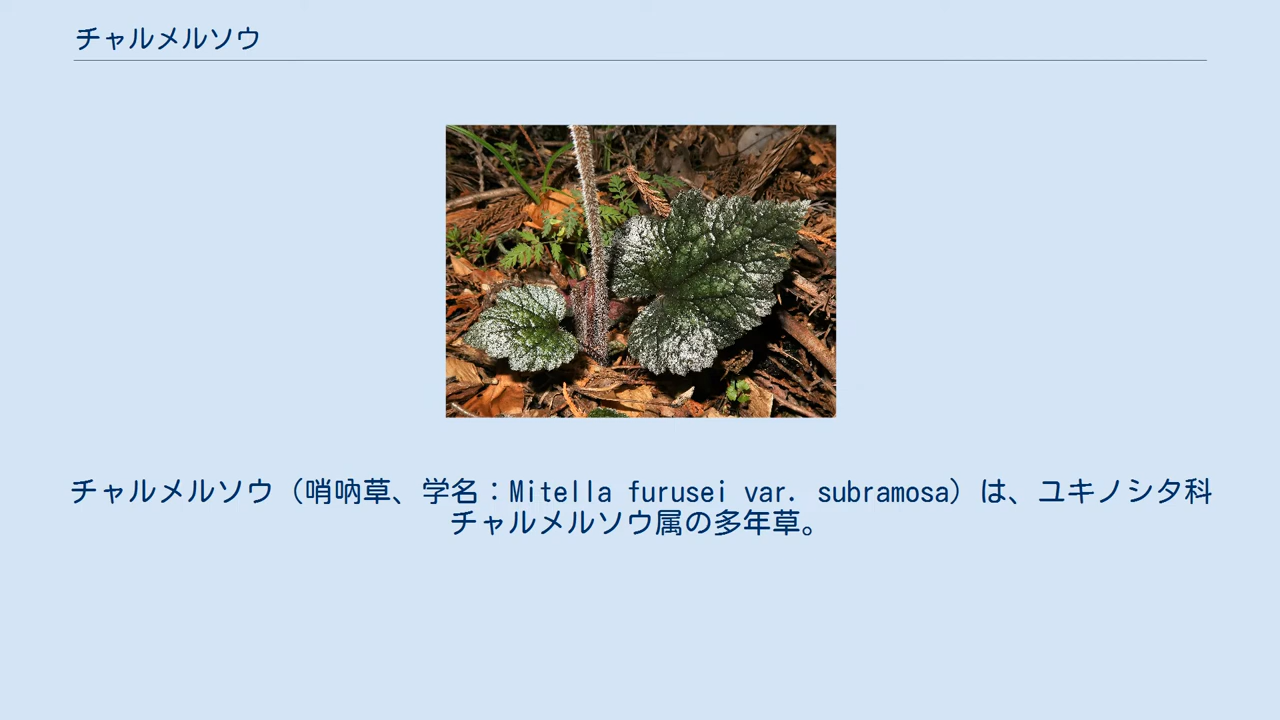 チャルメルソウ
チャルメルソウ（哨吶草、学名：Mitella furusei var. subramosa）は、ユキノシタ科
チャルメルソウ属の多年草。